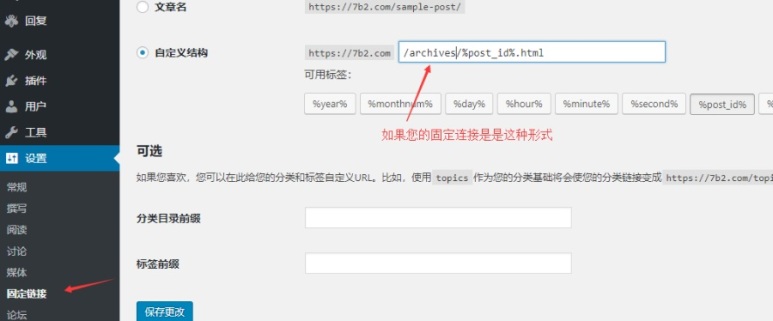 回复
外观
插件
用户
工具
设置
常规
撰写
阅读
讨论
媒体
固定链接
论坛
文章名 https://7b2.com/sample-post/
自定义结构 https://7b2.com /archives/%post_id%.html
可用标签：
%year% %monthnum% %day% %hour% %minute% %second% %post_id%
如果您的固定连接是是这种形式
可选
如果您喜欢，您可以在此给您的分类和标签自定义URL。比如，使用 topics 作为您的分类基础将会使您的分类链接变成 https://7b2.com/topi
分类目录前缀
标签前缀
保存更改